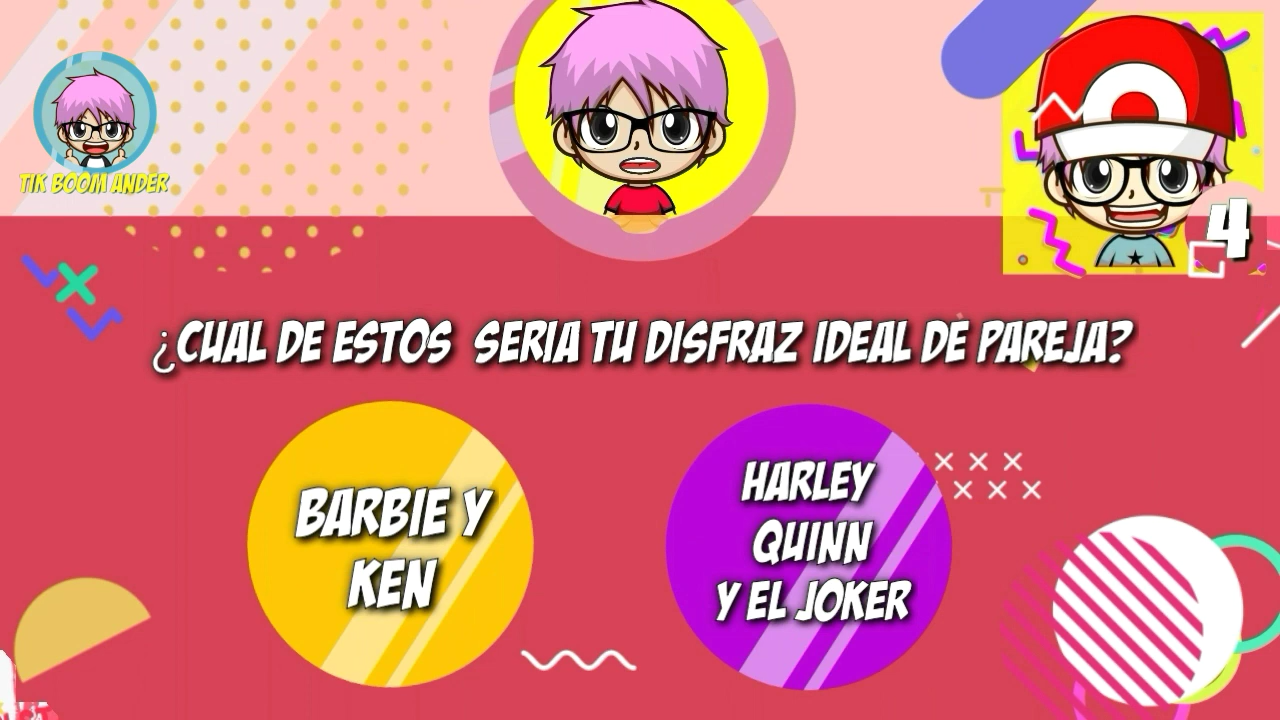 TIK BOOM ANDER
4
¿CUAL DE ESTOS SERIA TU DISFRAZ IDEAL DE PAREJA?
BARBIE Y
KEN
HARLEY
QUINN
Y EL JOKER